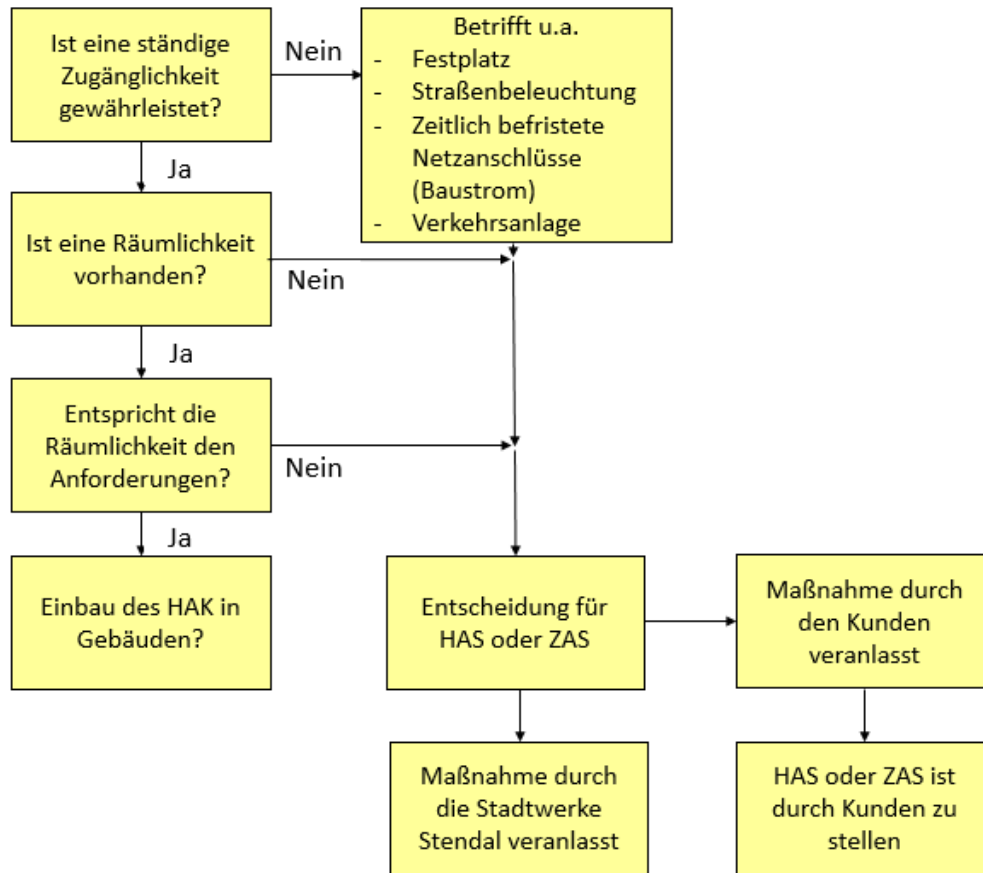 Ist eine ständige
Zugänglichkeit
gewährleistet?
Nein
Betrifft u.a.
- Festplatz
- Straßenbeleuchtung
- Zeitlich befristete
Netzanschlüsse
(Baustrom)
- Verkehrsanlage
Ja
Ist eine Räumlichkeit
vorhanden?
Nein
Ja
Entspricht die
Räumlichkeit den
Anforderungen?
Nein
Ja
Einbau des HAK in
Gebäuden?
Entscheidung für
HAS oder ZAS
Maßnahme durch
den Kunden
veranlasst
Maßnahme durch
die Stadtwerke
Stendal veranlasst
HAS oder ZAS ist
durch Kunden zu
stellen